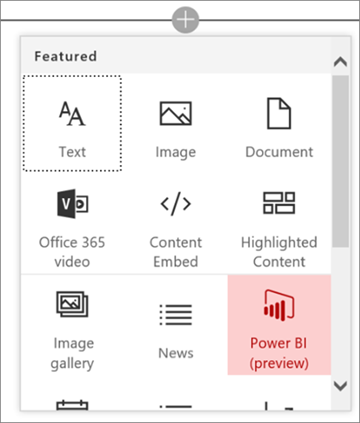 Featured
Text
Image
Document
Office 365
video
Content
Embed
Highlighted
Content
Image
gallery
News
Power BI
(preview)